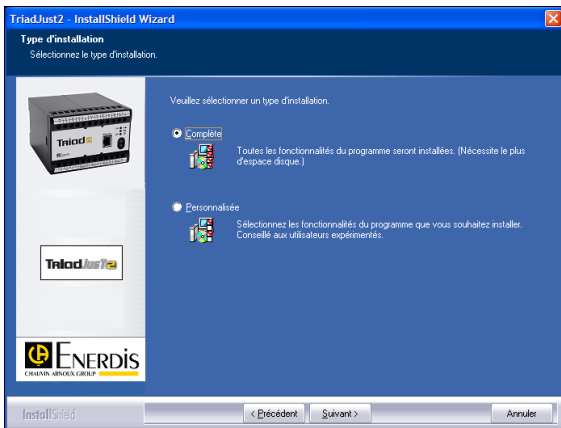 TriadJust2 - InstallShield Wizard
Type d'installation
Sélectionnez le type d'installation.
Veuillez sélectionner un type d'installation.
Complète
Toutes les fonctionnalités du programme seront installées. (Nécessite le plus
d'espace disque.)
Personnalisée
Sélectionnez les fonctionnalités du programme que vous souhaitez installer.
Conseillé aux utilisateurs expérimentés.
Triad2
TriadJust2
ENERDIS
CHAUVIN ARNOUX GROUP
InstallShield
< Précédent
Suivant >
Annuler